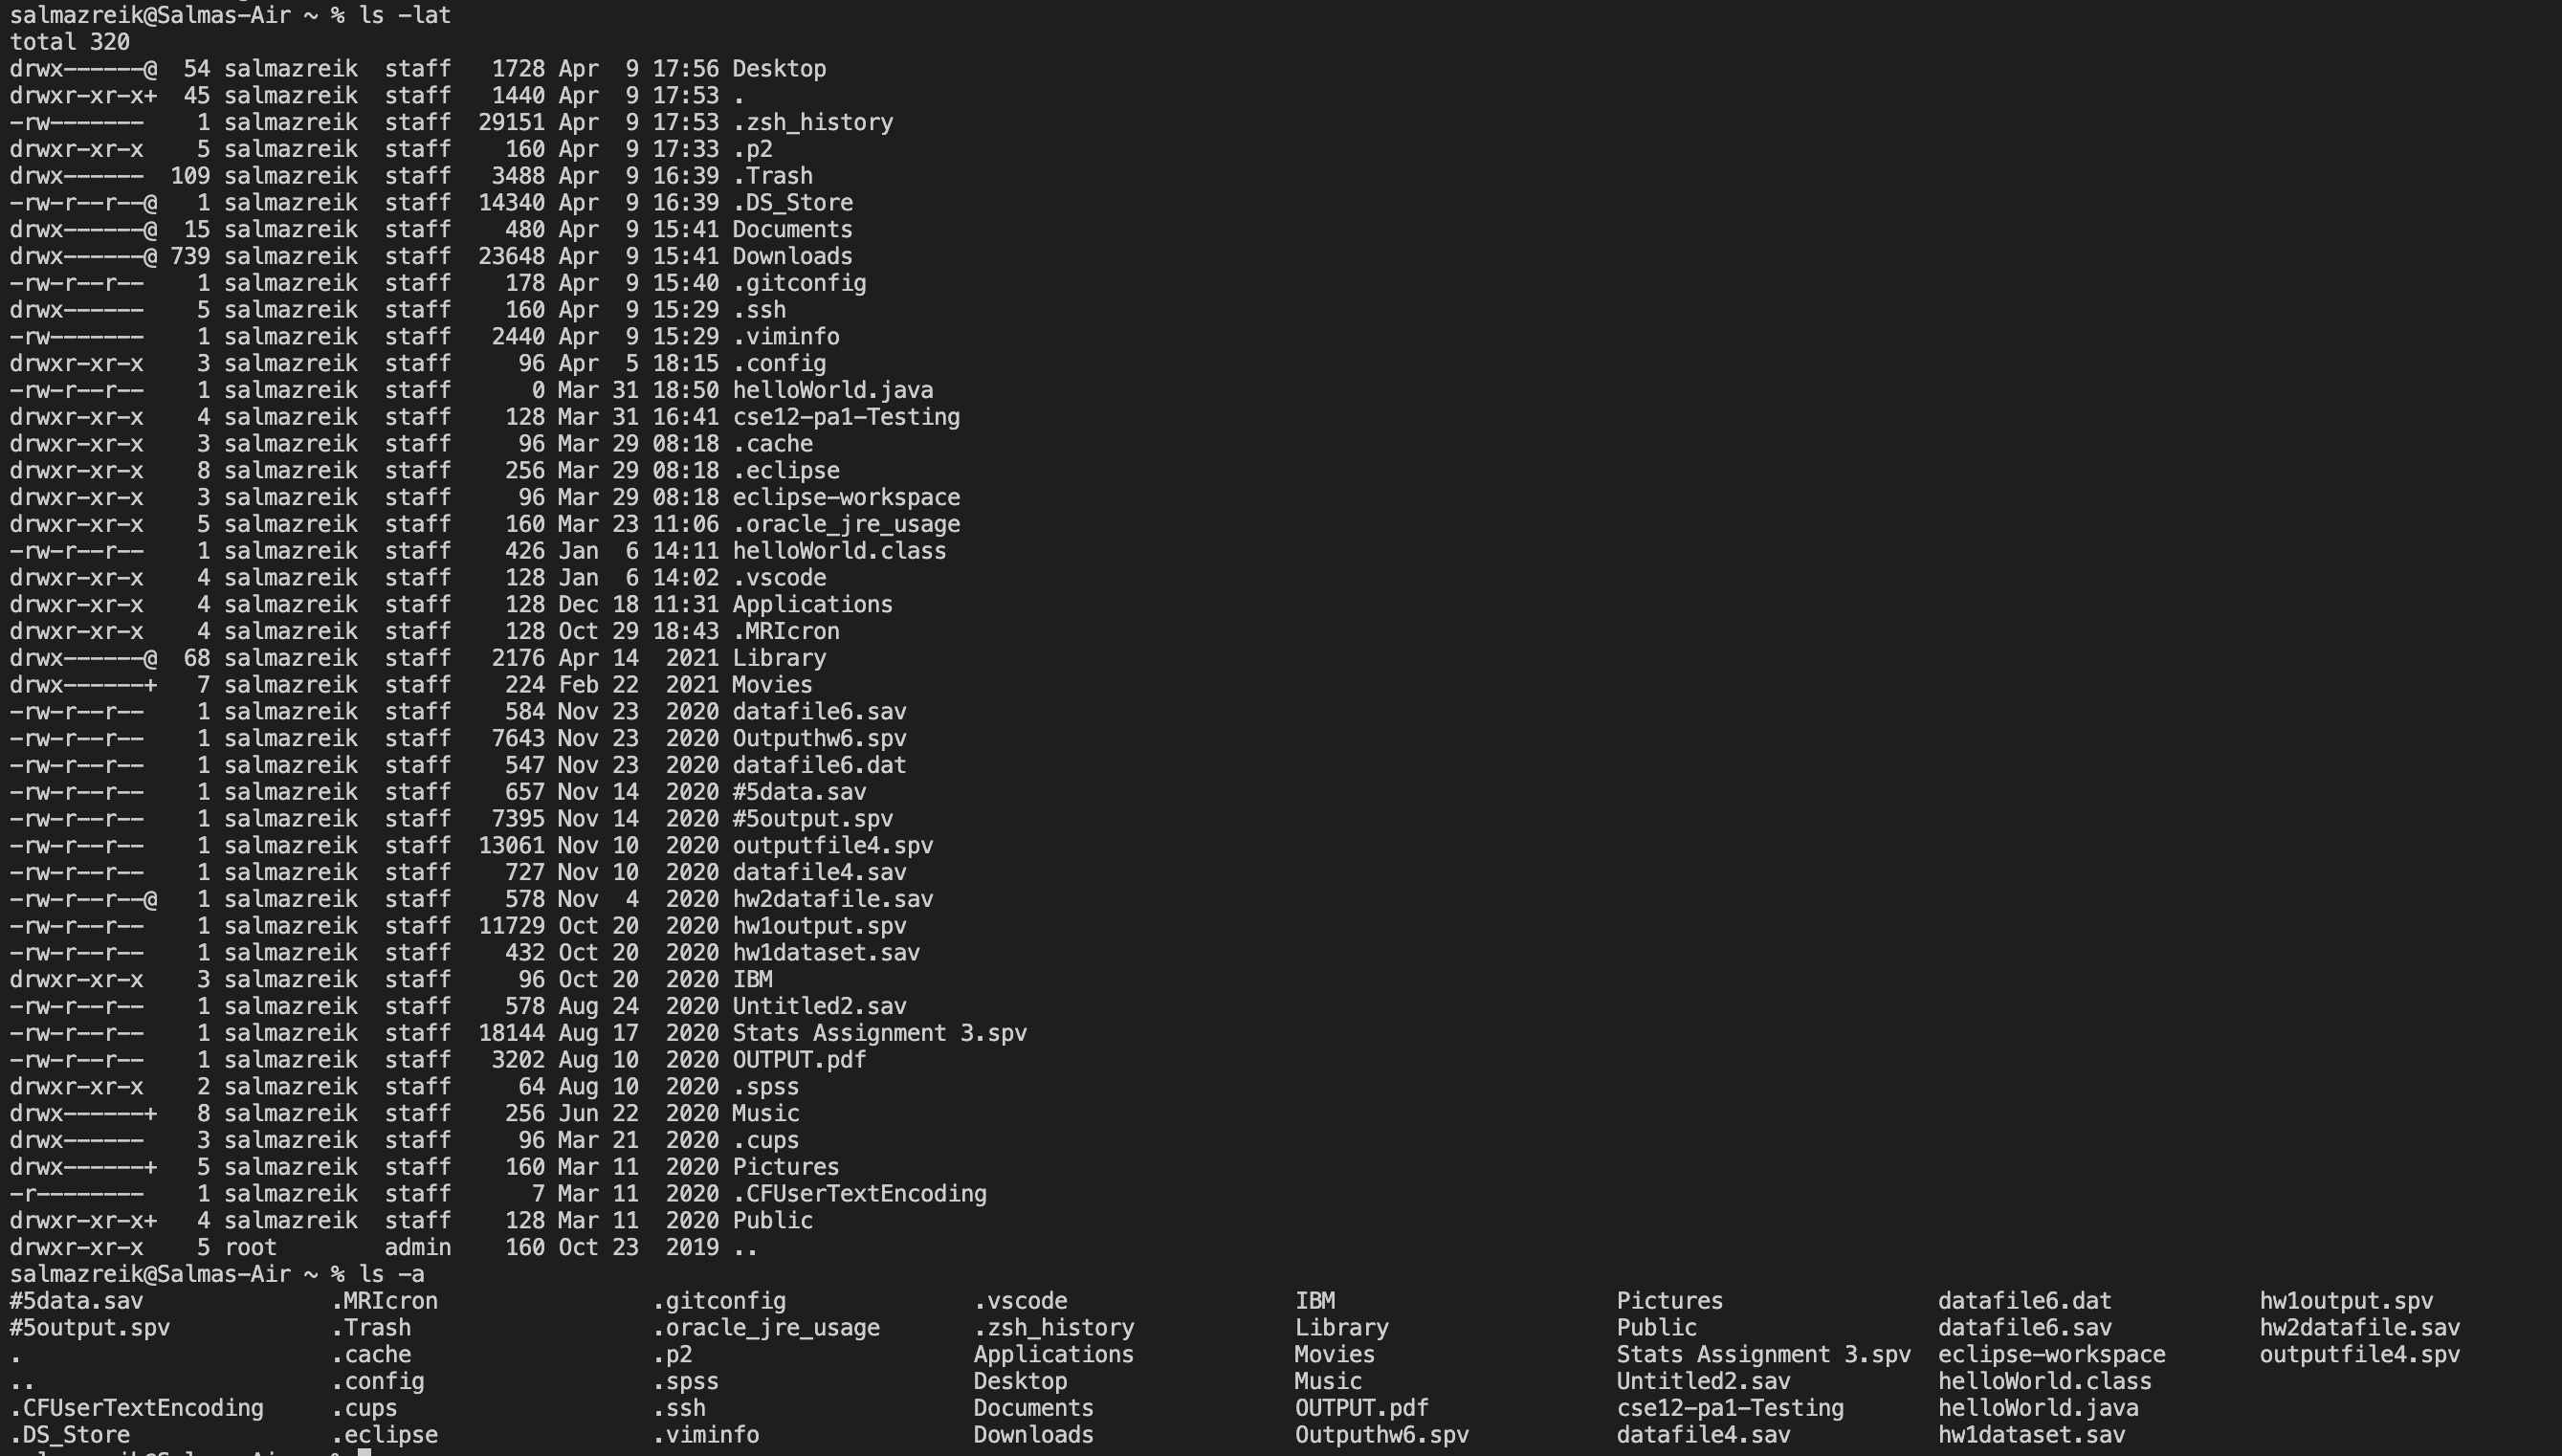 salmazreik@Salmas-Air ~ % ls -lat
total 320
drwx------@  54 salmazreik  staff   1728 Apr  9 17:56 Desktop
drwxr-xr-x+  45 salmazreik  staff   1440 Apr  9 17:53 .
-rw-------    1 salmazreik  staff  29151 Apr  9 17:53 .zsh_history
drwxr-xr-x    5 salmazreik  staff    160 Apr  9 17:33 .p2
drwx------  109 salmazreik  staff   3488 Apr  9 16:39 .Trash
-rw-r--r--@   1 salmazreik  staff  14340 Apr  9 16:39 .DS_Store
drwx------@  15 salmazreik  staff    480 Apr  9 15:41 Documents
drwx------@ 739 salmazreik  staff  23648 Apr  9 15:41 Downloads
-rw-r--r--    1 salmazreik  staff    178 Apr  9 15:40 .gitconfig
drwx------    5 salmazreik  staff    160 Apr  9 15:29 .ssh
-rw-------    1 salmazreik  staff   2440 Apr  9 15:29 .viminfo
drwxr-xr-x    3 salmazreik  staff     96 Apr  5 18:15 .config
-rw-r--r--    1 salmazreik  staff      0 Mar 31 18:50 helloWorld.java
drwxr-xr-x    4 salmazreik  staff    128 Mar 31 16:41 cse12-pa1-Testing
drwxr-xr-x    3 salmazreik  staff     96 Mar 29 08:18 .cache
drwxr-xr-x    8 salmazreik  staff    256 Mar 29 08:18 .eclipse
drwxr-xr-x    3 salmazreik  staff     96 Mar 29 08:18 eclipse-workspace
drwxr-xr-x    5 salmazreik  staff    160 Mar 23 11:06 .oracle_jre_usage
-rw-r--r--    1 salmazreik  staff    426 Jan  6 14:11 helloWorld.class
drwxr-xr-x    4 salmazreik  staff    128 Jan  6 14:02 .vscode
drwxr-xr-x    4 salmazreik  staff    128 Dec 18 11:31 Applications
drwxr-xr-x    4 salmazreik  staff    128 Oct 29 18:43 .MRIcron
drwx------@  68 salmazreik  staff   2176 Apr 14  2021 Library
drwx------+   7 salmazreik  staff    224 Feb 22  2021 Movies
-rw-r--r--    1 salmazreik  staff    584 Nov 23  2020 datafile6.sav
-rw-r--r--    1 salmazreik  staff   7643 Nov 23  2020 Outputhw6.spv
-rw-r--r--    1 salmazreik  staff    547 Nov 23  2020 datafile6.dat
-rw-r--r--    1 salmazreik  staff    657 Nov 14  2020 #5data.sav
-rw-r--r--    1 salmazreik  staff   7395 Nov 14  2020 #5output.spv
-rw-r--r--    1 salmazreik  staff  13061 Nov 10  2020 outputfile4.spv
-rw-r--r--    1 salmazreik  staff    727 Nov 10  2020 datafile4.sav
-rw-r--r--@   1 salmazreik  staff    578 Nov  4  2020 hw2datafile.sav
-rw-r--r--    1 salmazreik  staff  11729 Oct 20  2020 hw1output.spv
-rw-r--r--    1 salmazreik  staff    432 Oct 20  2020 hw1dataset.sav
drwxr-xr-x    3 salmazreik  staff     96 Oct 20  2020 IBM
-rw-r--r--    1 salmazreik  staff    578 Aug 24  2020 Untitled2.sav
-rw-r--r--    1 salmazreik  staff  18144 Aug 17  2020 Stats Assignment 3.spv
-rw-r--r--    1 salmazreik  staff   3202 Aug 10  2020 OUTPUT.pdf
drwxr-xr-x    2 salmazreik  staff     64 Aug 10  2020 .spss
drwx------+   8 salmazreik  staff    256 Jun 22  2020 Music
drwx------    3 salmazreik  staff     96 Mar 21  2020 .cups
drwx------+   5 salmazreik  staff    160 Mar 11  2020 Pictures
-r--------    1 salmazreik  staff      7 Mar 11  2020 .CFUserTextEncoding
drwxr-xr-x+   4 salmazreik  staff    128 Mar 11  2020 Public
drwxr-xr-x    5 root        admin    160 Oct 23  2019 ..
salmazreik@Salmas-Air ~ % ls -a
#5data.sav .MRIcron .gitconfig .vscode IBM Pictures datafile6.dat hw1output.spv
#5output.spv .Trash .oracle_jre_usage .zsh_history Library Public datafile6.sav hw2datafile.sav
. .cache .p2 Applications Movies Stats Assignment 3.spv eclipse-workspace outputfile4.spv
.. .config .spss Desktop Music Untitled2.sav helloWorld.class
.CFUserTextEncoding .cups .ssh Documents OUTPUT.pdf cse12-pa1-Testing helloWorld.java
.DS_Store .eclipse .viminfo Downloads Outputhw6.spv datafile4.sav hw1dataset.sav